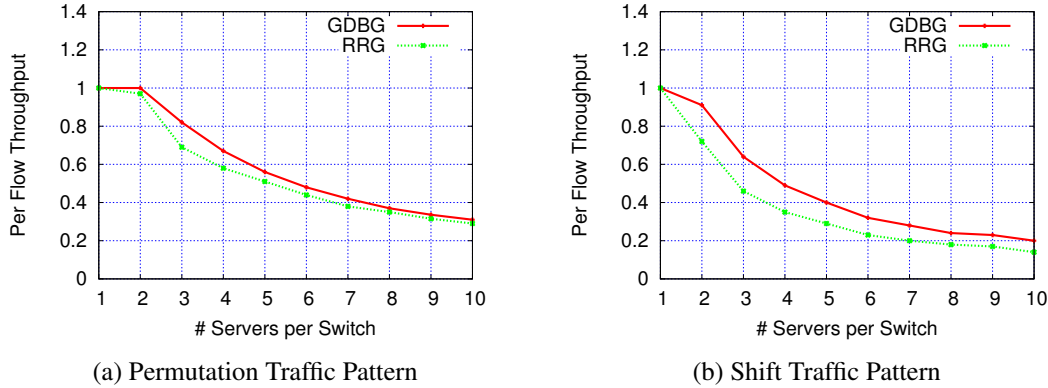 1.4
1.2
1
0.8
0.6
0.4
0.2
0
Per Flow Throughput
GDBG
RRG
1 2 3 4 5 6 7 8 9 10
# Servers per Switch
(a) Permutation Traffic Pattern
1.4
1.2
1
0.8
0.6
0.4
0.2
0
Per Flow Throughput
GDBG
RRG
1 2 3 4 5 6 7 8 9 10
# Servers per Switch
(b) Shift Traffic Pattern